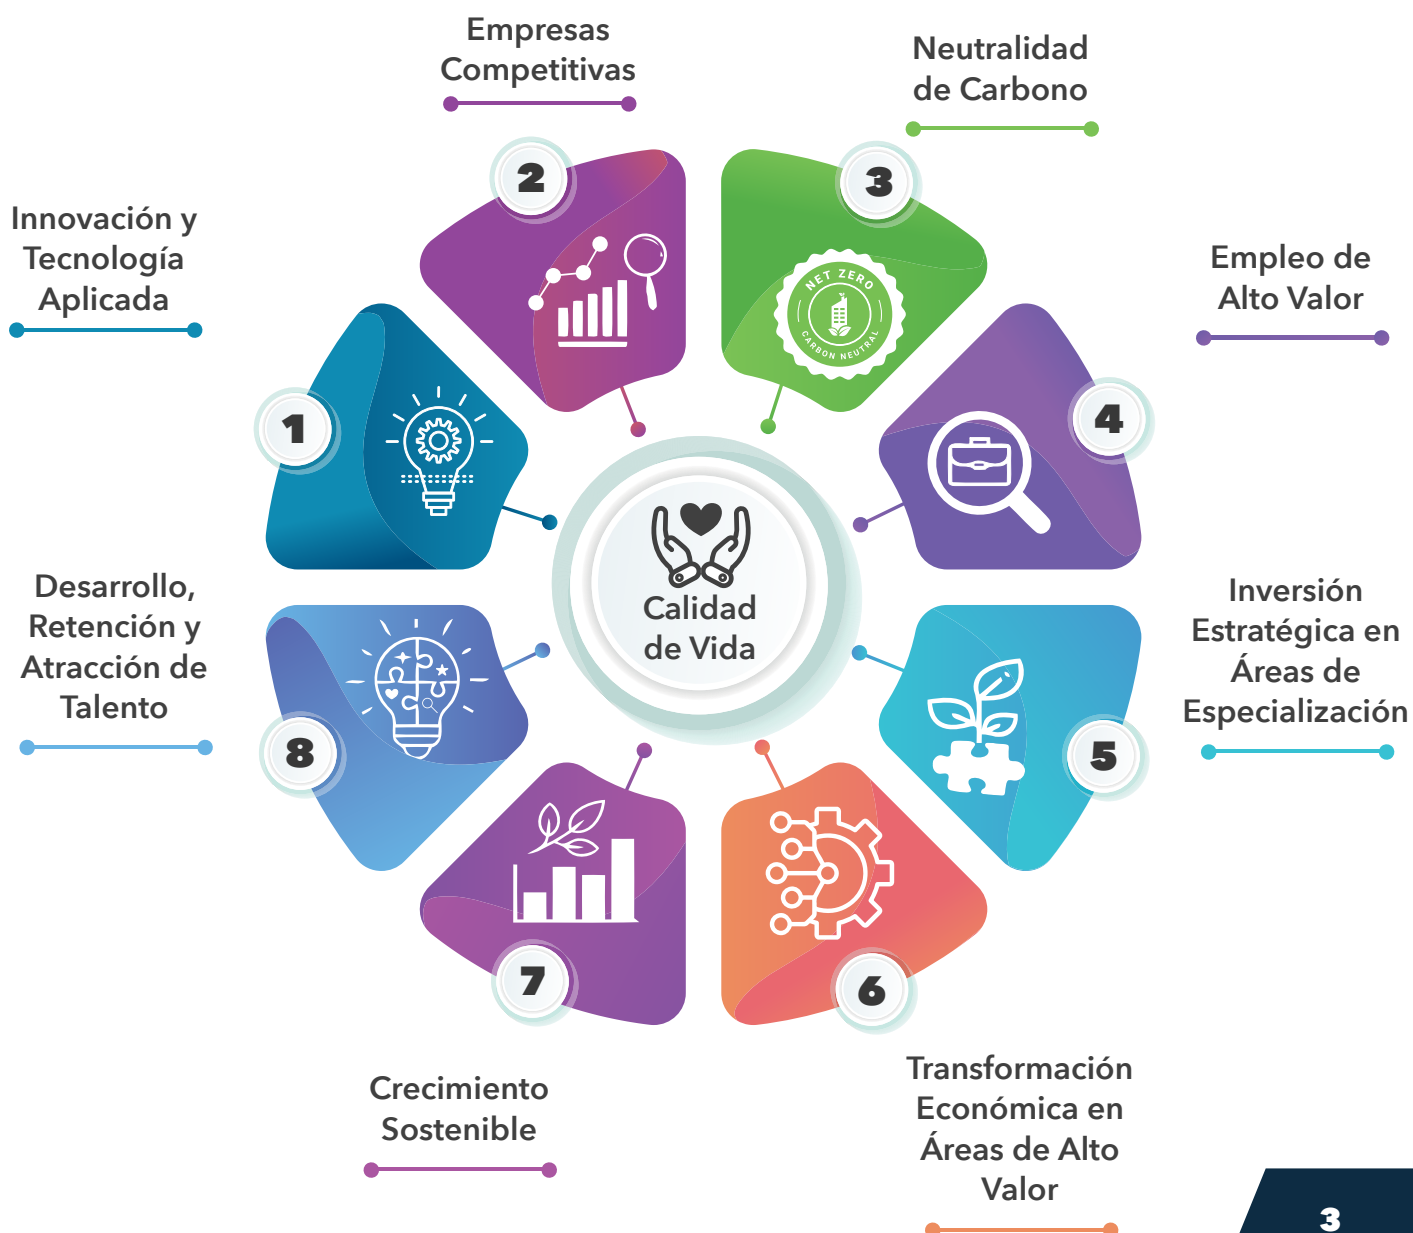 Empresas
Competitivas
Neutralidad
de Carbono
Innovación y
Tecnología
Aplicada
Empleo de
Alto Valor
2
3
NET ZERO
CARBON NEUTRAL
1
4
Calidad
de Vida
Desarrollo,
Retención y
Atracción de
Talento
Inversión
Estratégica en
Áreas de
Especialización
8
5
7
6
Crecimiento
Sostenible
Transformación
Económica en
Áreas de Alto
Valor
3